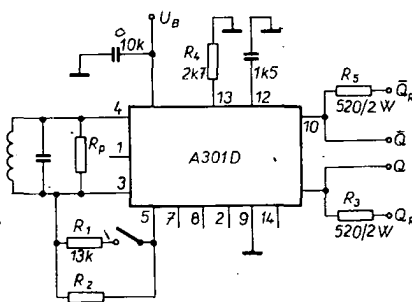 U_B
10k
R_4
2k7
1k5
13
12
4
R_P
1
3
A301D
10
R_5
520/2 W
Q̄_R
Q̄
Q
R_3
520/2 W
Q_R
5
7
8
2
9
14
R_1
13k
R_2